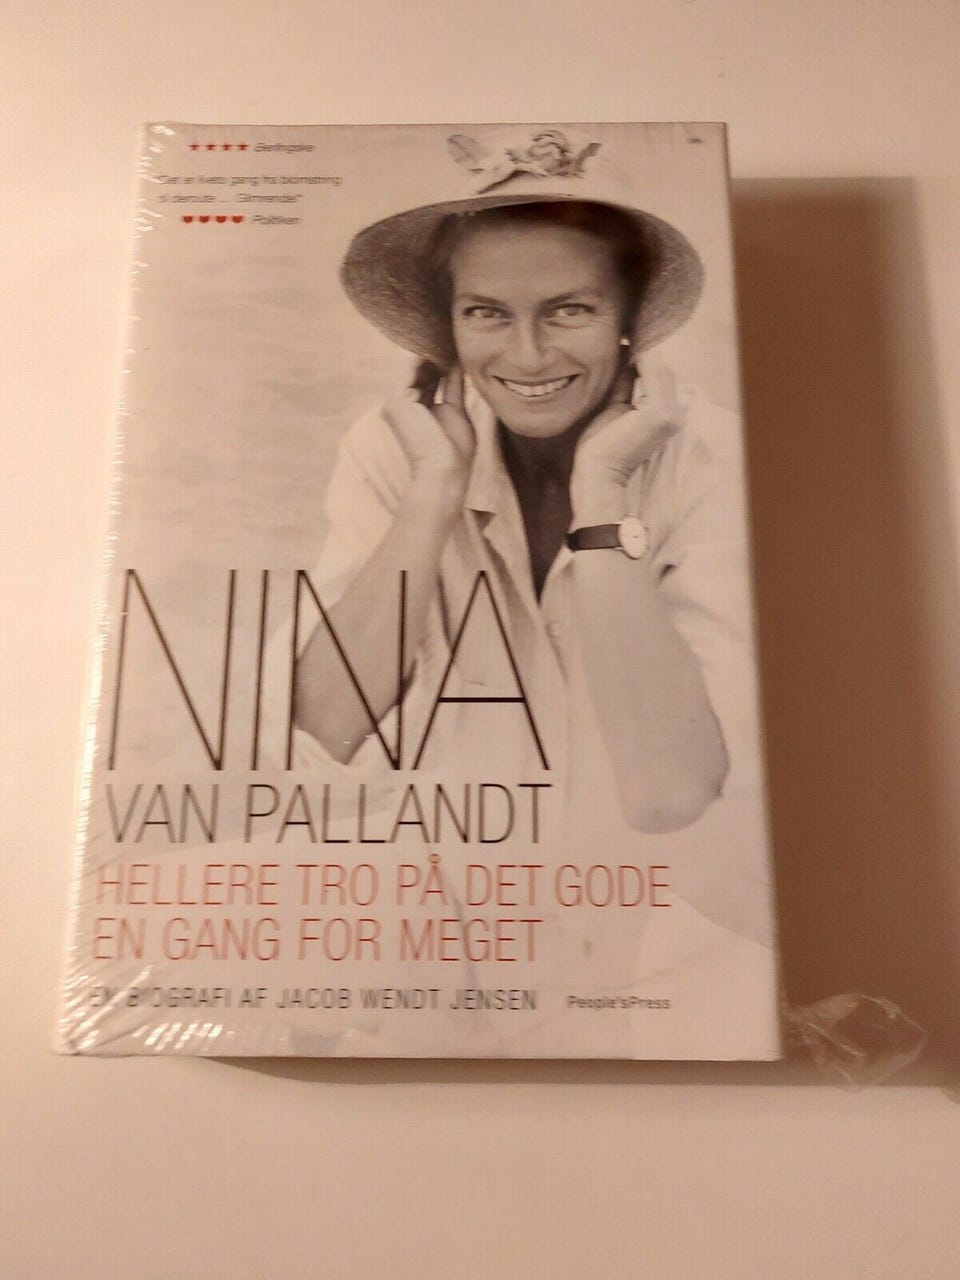 ★★★★ Berlingske
"Det er livets gang fra blomstring
til deroute ... Glimrende"
♥♥♥♥ Politiken
NINA
VAN PALLANDT
HELLERE TRO PÅ DET GODE
EN GANG FOR MEGET
EN BIOGRAFI AF JACOB WENDT JENSEN
People'sPress